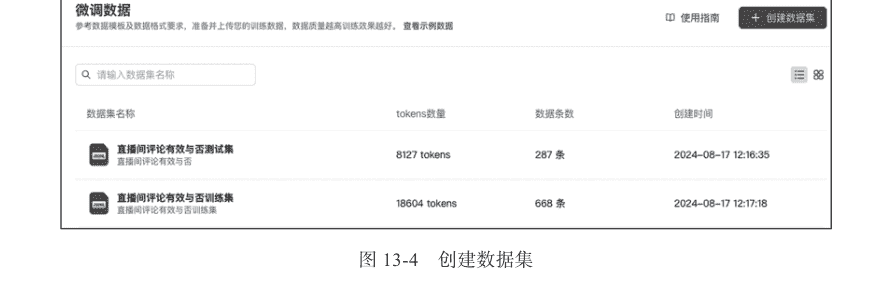 微调数据
参考数据模板及数据格式要求，准备并上传您的训练数据，数据质量越高训练效果越好。 查看示例数据
使用指南
+ 创建数据集
请输入数据集名称
数据集名称 tokens数量 数据条数 创建时间
直播间评论有效与否测试集
直播间评论有效与否
8127 tokens 287 条 2024-08-17 12:16:35
直播间评论有效与否训练集
直播间评论有效与否训练集
18604 tokens 668 条 2024-08-17 12:17:18
图 13-4 创建数据集